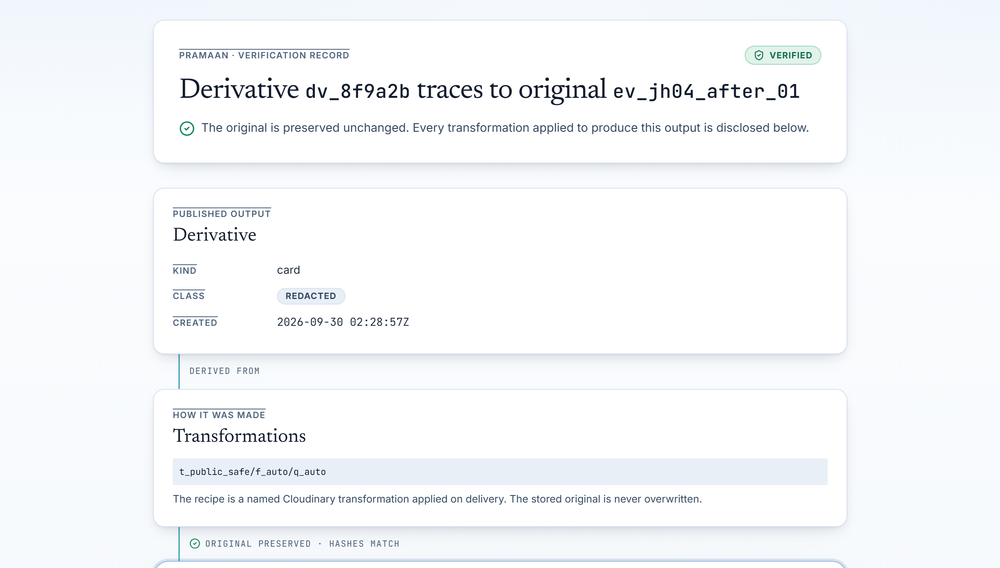 PRAMAAN · VERIFICATION RECORD
VERIFIED
Derivative dv_8f9a2b traces to original ev_jh04_after_01
The original is preserved unchanged. Every transformation applied to produce this output is disclosed below.
PUBLISHED OUTPUT
Derivative
KIND card
CLASS REDACTED
CREATED 2026-09-30 02:28:57Z
DERIVED FROM
HOW IT WAS MADE
Transformations
t_public_safe/f_auto/q_auto
The recipe is a named Cloudinary transformation applied on delivery. The stored original is never overwritten.
ORIGINAL PRESERVED · HASHES MATCH